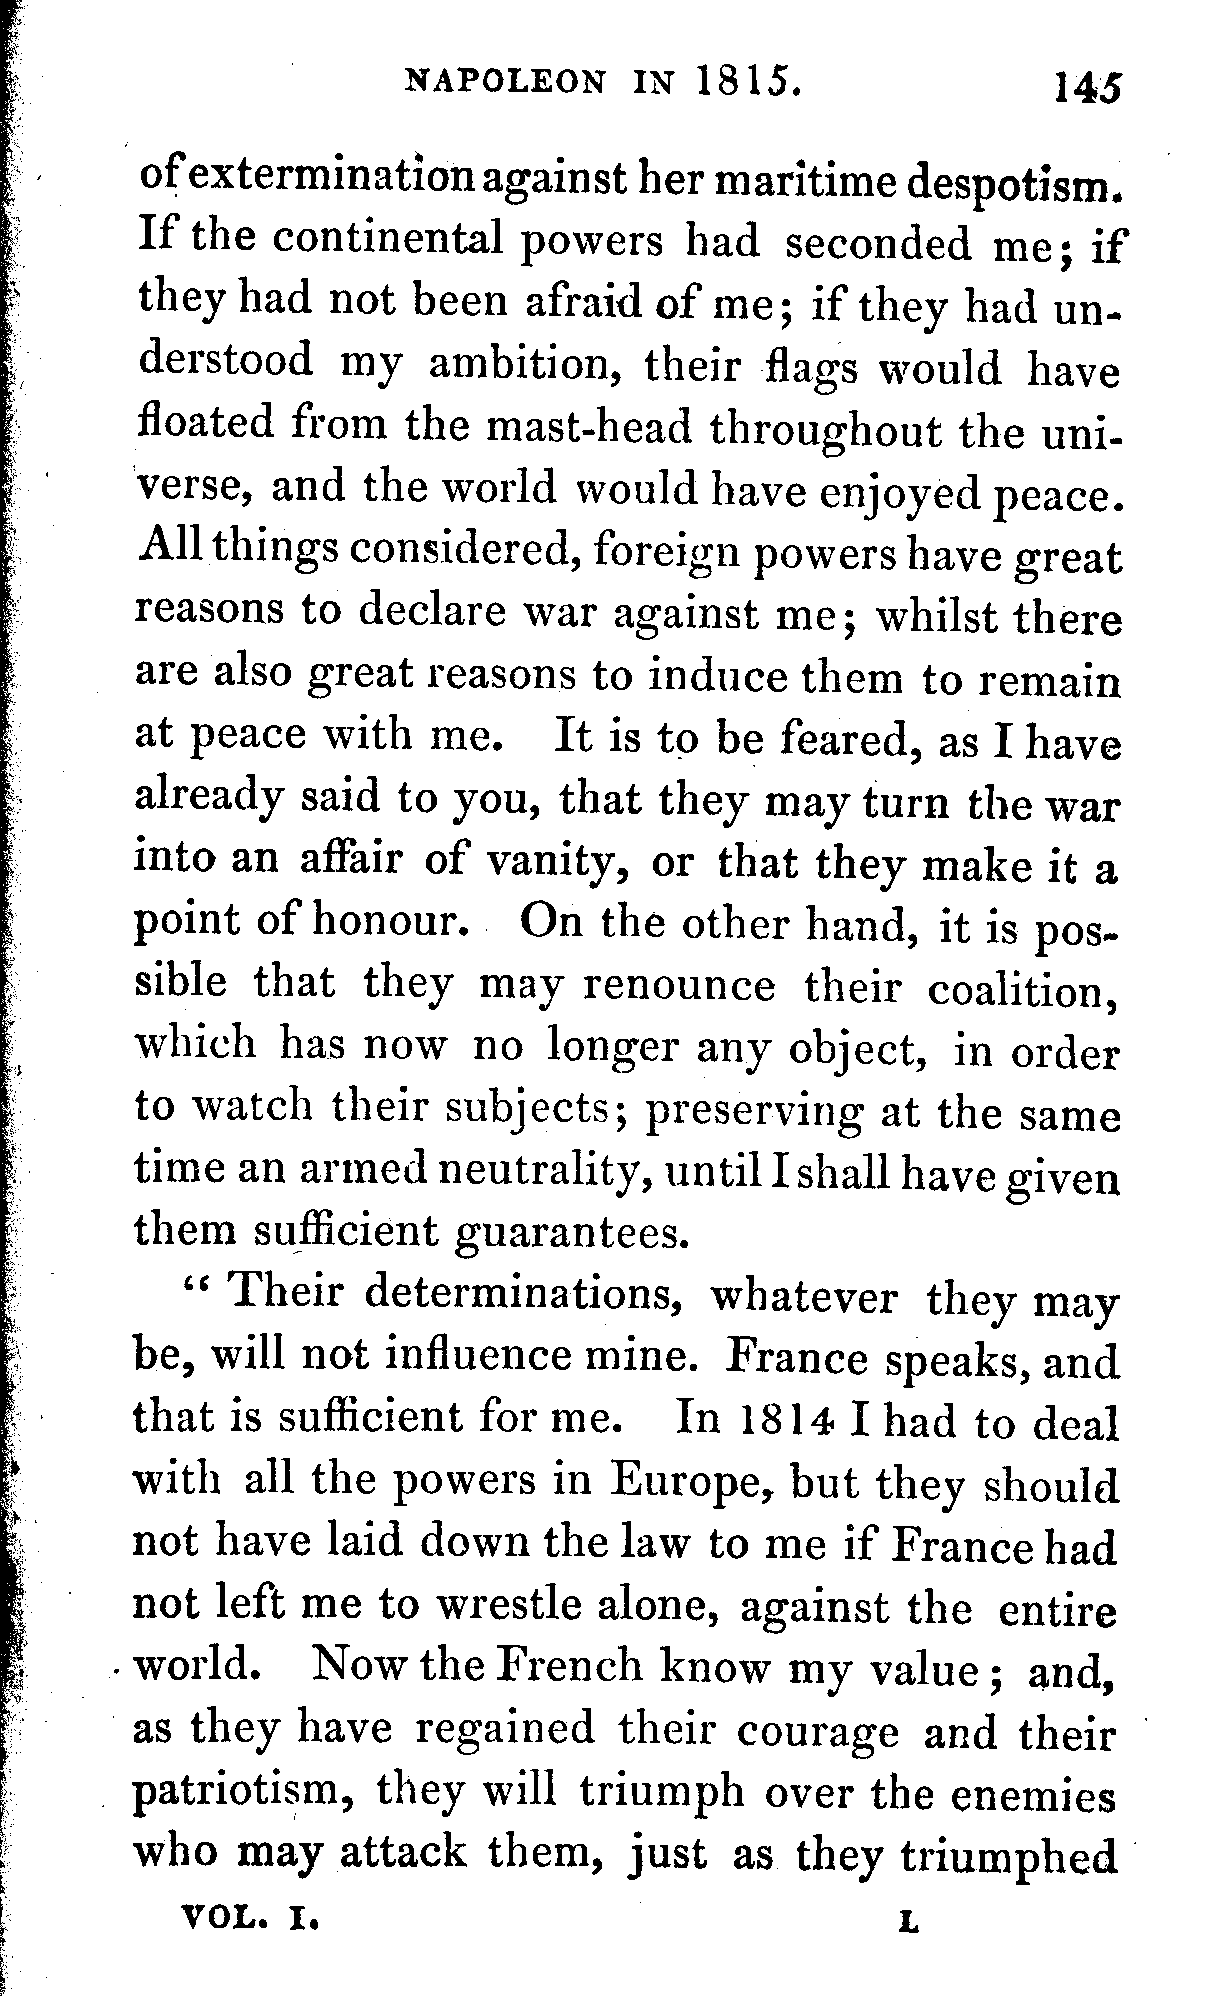 NAPOLEON IN 1815. 145
of extermination against her maritime despotism.
If the continental powers had seconded me; if
they had not been afraid of me; if they had un-
derstood my ambition, their flags would have
floated from the mast-head throughout the uni-
verse, and the world would have enjoyed peace.
All things considered, foreign powers have great
reasons to declare war against me; whilst there
are also great reasons to induce them to remain
at peace with me. It is to be feared, as I have
already said to you, that they may turn the war
into an affair of vanity, or that they make it a
point of honour. On the other hand, it is pos-
sible that they may renounce their coalition,
which has now no longer any object, in order
to watch their subjects; preserving at the same
time an armed neutrality, until I shall have given
them sufficient guarantees.
“ Their determinations, whatever they may
be, will not influence mine. France speaks, and
that is sufficient for me. In 1814 I had to deal
with all the powers in Europe, but they should
not have laid down the law to me if France had
not left me to wrestle alone, against the entire
world. Now the French know my value; and,
as they have regained their courage and their
patriotism, they will triumph over the enemies
who may attack them, just as they triumphed
VOL. I. L